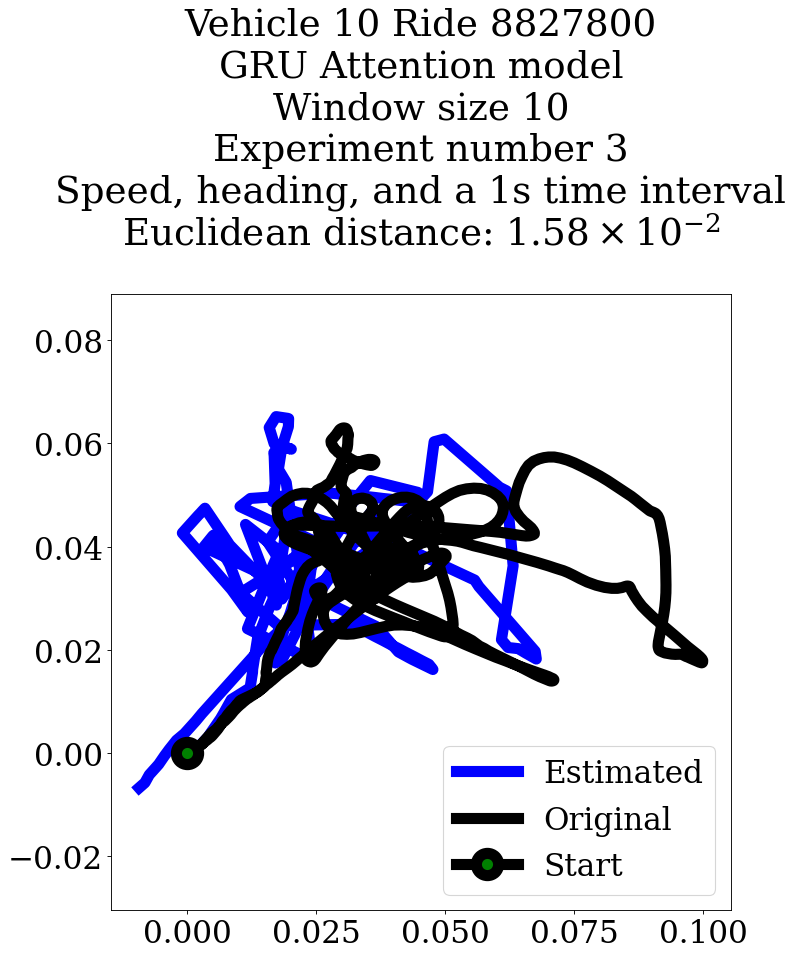 Vehicle 10 Ride 8827800
GRU Attention model
Window size 10
Experiment number 3
Speed, heading, and a 1s time interval
Euclidean distance: 1.58 × 10⁻²
0.08
0.06
0.04
0.02
0.00
−0.02
Estimated
Original
Start
0.000 0.025 0.050 0.075 0.100